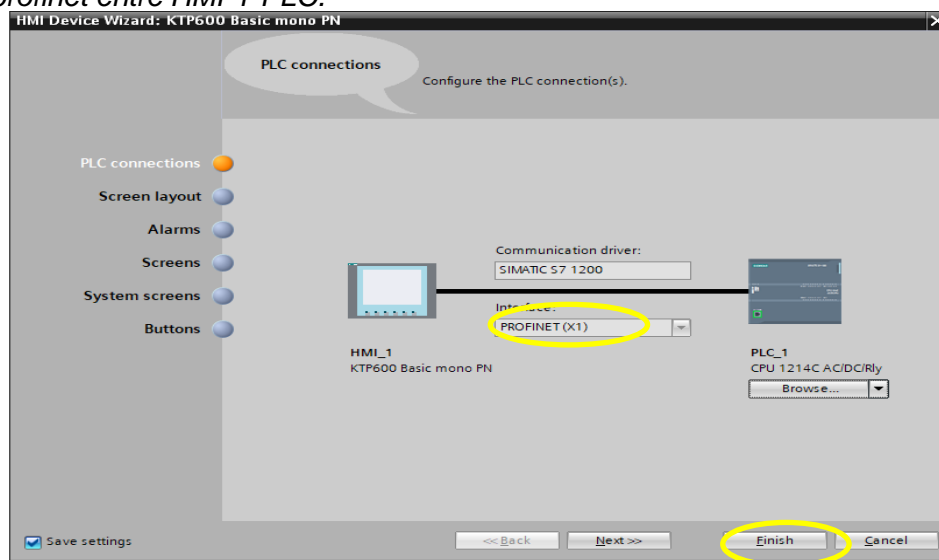 profinet entre HMI Y PLC.
HMI Device Wizard: KTP600 Basic mono PN
PLC connections
Configure the PLC connection(s).
PLC connections
Screen layout
Alarms
Screens
System screens
Buttons
Communication driver:
SIMATIC S7 1200
Interface:
PROFINET (X1)
HMI_1
KTP600 Basic mono PN
PLC_1
CPU 1214C AC/DC/Rly
Browse...
Save settings
<<Back
Next>>
Finish
Cancel